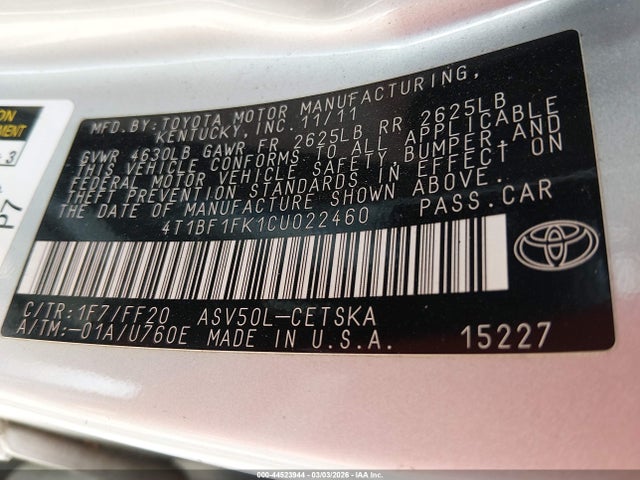 MFD.BY:TOYOTA MOTOR MANUFACTURING,
KENTUCKY,INC. 11/11
GVWR 4630LB GAWR FR 2625LB RR 2625LB
THIS VEHICLE CONFORMS TO ALL APPLICABLE
FEDERAL MOTOR VEHICLE SAFETY,BUMPER,AND
THEFT PREVENTION STANDARDS IN EFFECT ON
THE DATE OF MANUFACTURE SHOWN ABOVE.
4T1BF1FK1CU022460 PASS.CAR
C/TR:1F7/FF20 ASV50L-CETSKA
A/TM:-01A/U760E MADE IN U.S.A. 15227
3
P7
000-44523944 | 03/03/2026 - IAA Inc.